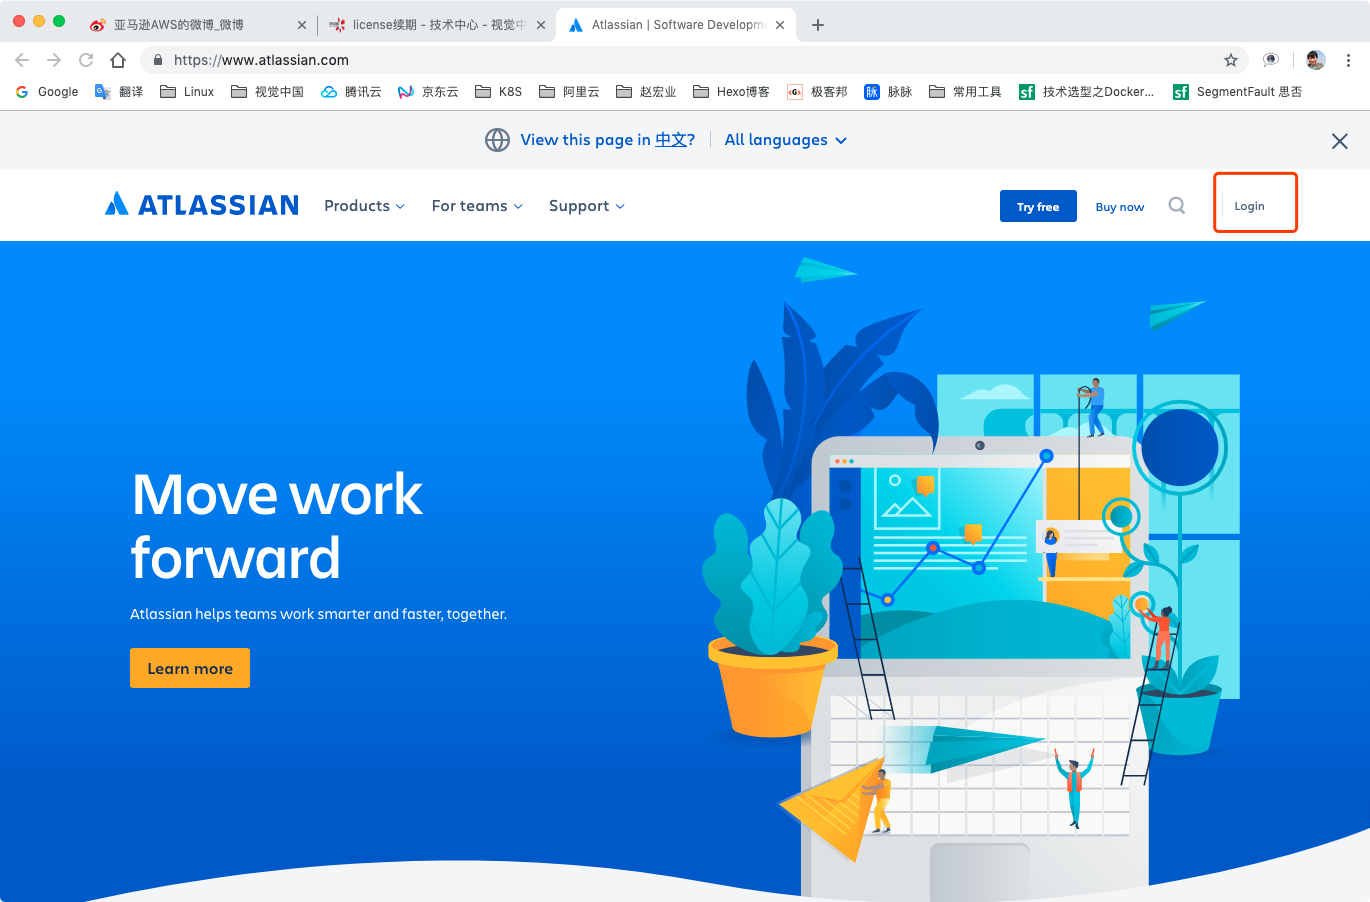 亚马逊AWS的微博_微博
license续期 - 技术中心 - 视觉中
Atlassian | Software Developm
https://www.atlassian.com
Google 翻译 Linux 视觉中国 腾讯云 京东云 K8S 阿里云 赵宏业 Hexo博客 极客邦 脉脉 常用工具 技术选型之Docker... SegmentFault 思否
View this page in 中文? All languages
ATLASSIAN Products For teams Support Try free Buy now Login
Move work
forward
Atlassian helps teams work smarter and faster, together.
Learn more